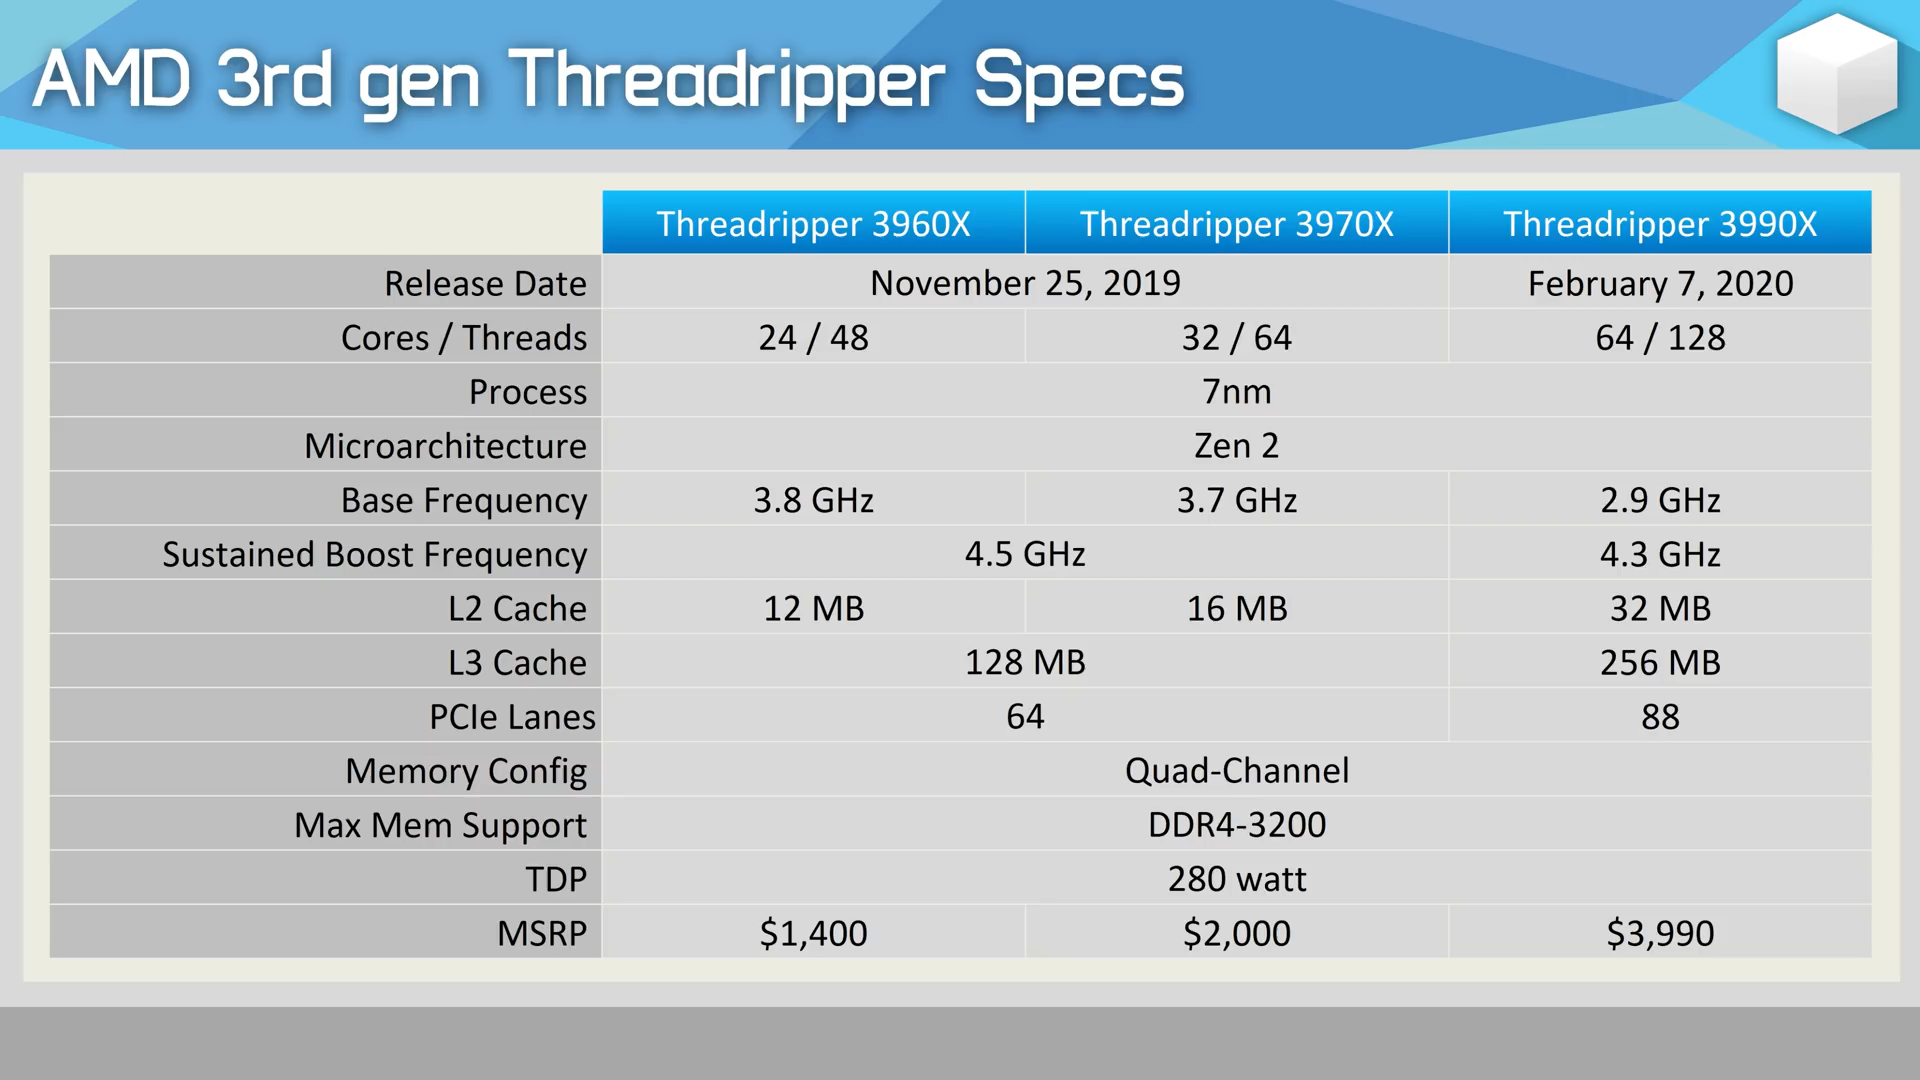 AMD 3rd gen Threadripper Specs
Threadripper 3960X Threadripper 3970X Threadripper 3990X
Release Date November 25, 2019 February 7, 2020
Cores / Threads 24 / 48 32 / 64 64 / 128
Process 7nm
Microarchitecture Zen 2
Base Frequency 3.8 GHz 3.7 GHz 2.9 GHz
Sustained Boost Frequency 4.5 GHz 4.3 GHz
L2 Cache 12 MB 16 MB 32 MB
L3 Cache 128 MB 256 MB
PCIe Lanes 64 88
Memory Config Quad-Channel
Max Mem Support DDR4-3200
TDP 280 watt
MSRP $1,400 $2,000 $3,990